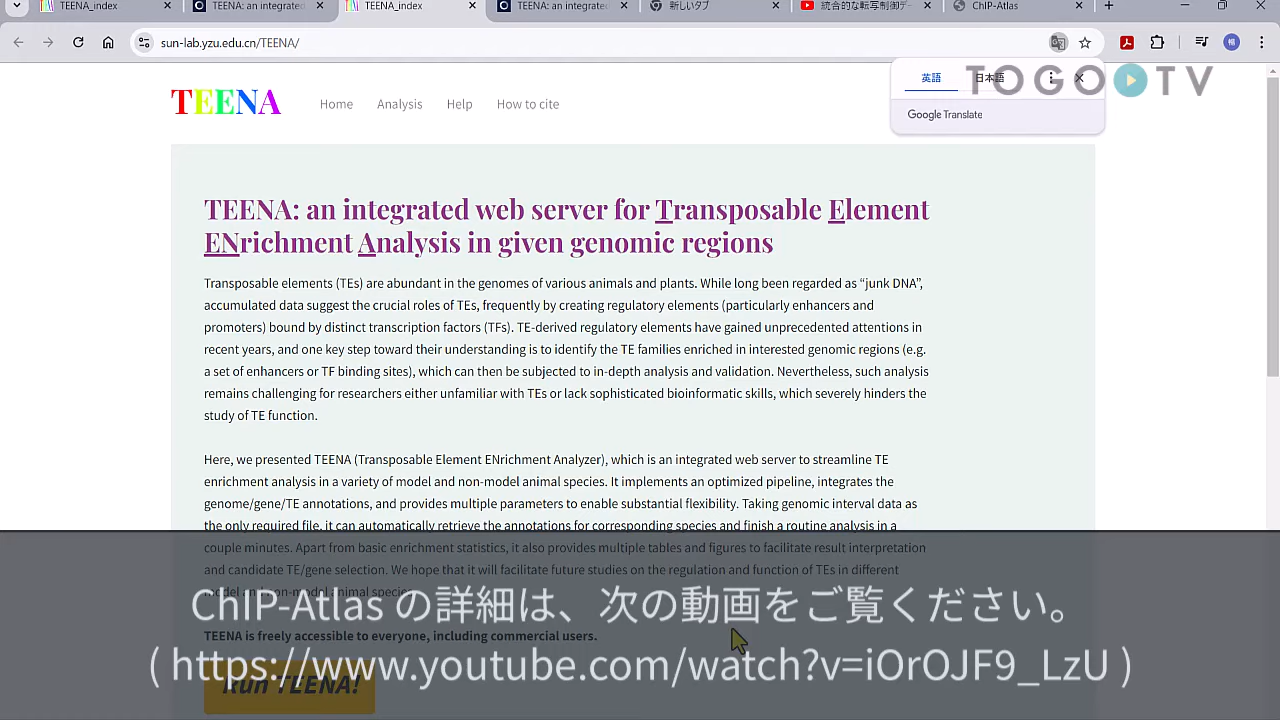 TEENA_index
TEENA: an integrated
TEENA_index
TEENA: an integrated
新しいタブ
統合的な転写制御デー
ChIP-Atlas
sun-lab.yzu.edu.cn/TEENA/
英語
日本語
Google Translate
TOGO TV
TEENA
Home
Analysis
Help
How to cite
TEENA: an integrated web server for Transposable Element
ENrichment Analysis in given genomic regions
Transposable elements (TEs) are abundant in the genomes of various animals and plants. While long been regarded as “junk DNA”,
accumulated data suggest the crucial roles of TEs, frequently by creating regulatory elements (particularly enhancers and
promoters) bound by distinct transcription factors (TFs). TE-derived regulatory elements have gained unprecedented attentions in
recent years, and one key step toward their understanding is to identify the TE families enriched in interested genomic regions (e.g.
a set of enhancers or TF binding sites), which can then be subjected to in-depth analysis and validation. Nevertheless, such analysis
remains challenging for researchers either unfamiliar with TEs or lack sophisticated bioinformatic skills, which severely hinders the
study of TE function.
Here, we presented TEENA (Transposable Element ENrichment Analyzer), which is an integrated web server to streamline TE
enrichment analysis in a variety of model and non-model animal species. It implements an optimized pipeline, integrates the
genome/gene/TE annotations, and provides multiple parameters to enable substantial flexibility. Taking genomic interval data as
the only required file, it can automatically retrieve the annotations for corresponding species and finish a routine analysis in a
couple minutes. Apart from basic enrichment statistics, it also provides multiple tables and figures to facilitate result interpretation
and candidate TE/gene selection. We hope that it will facilitate future studies on the regulation and function of TEs in different
model and non-model animal species.
ChIP-Atlas の詳細は、次の動画をご覧ください。
TEENA is freely accessible to everyone, including commercial users.
( https://www.youtube.com/watch?v=iOrOJF9_LzU )
Run TEENA!